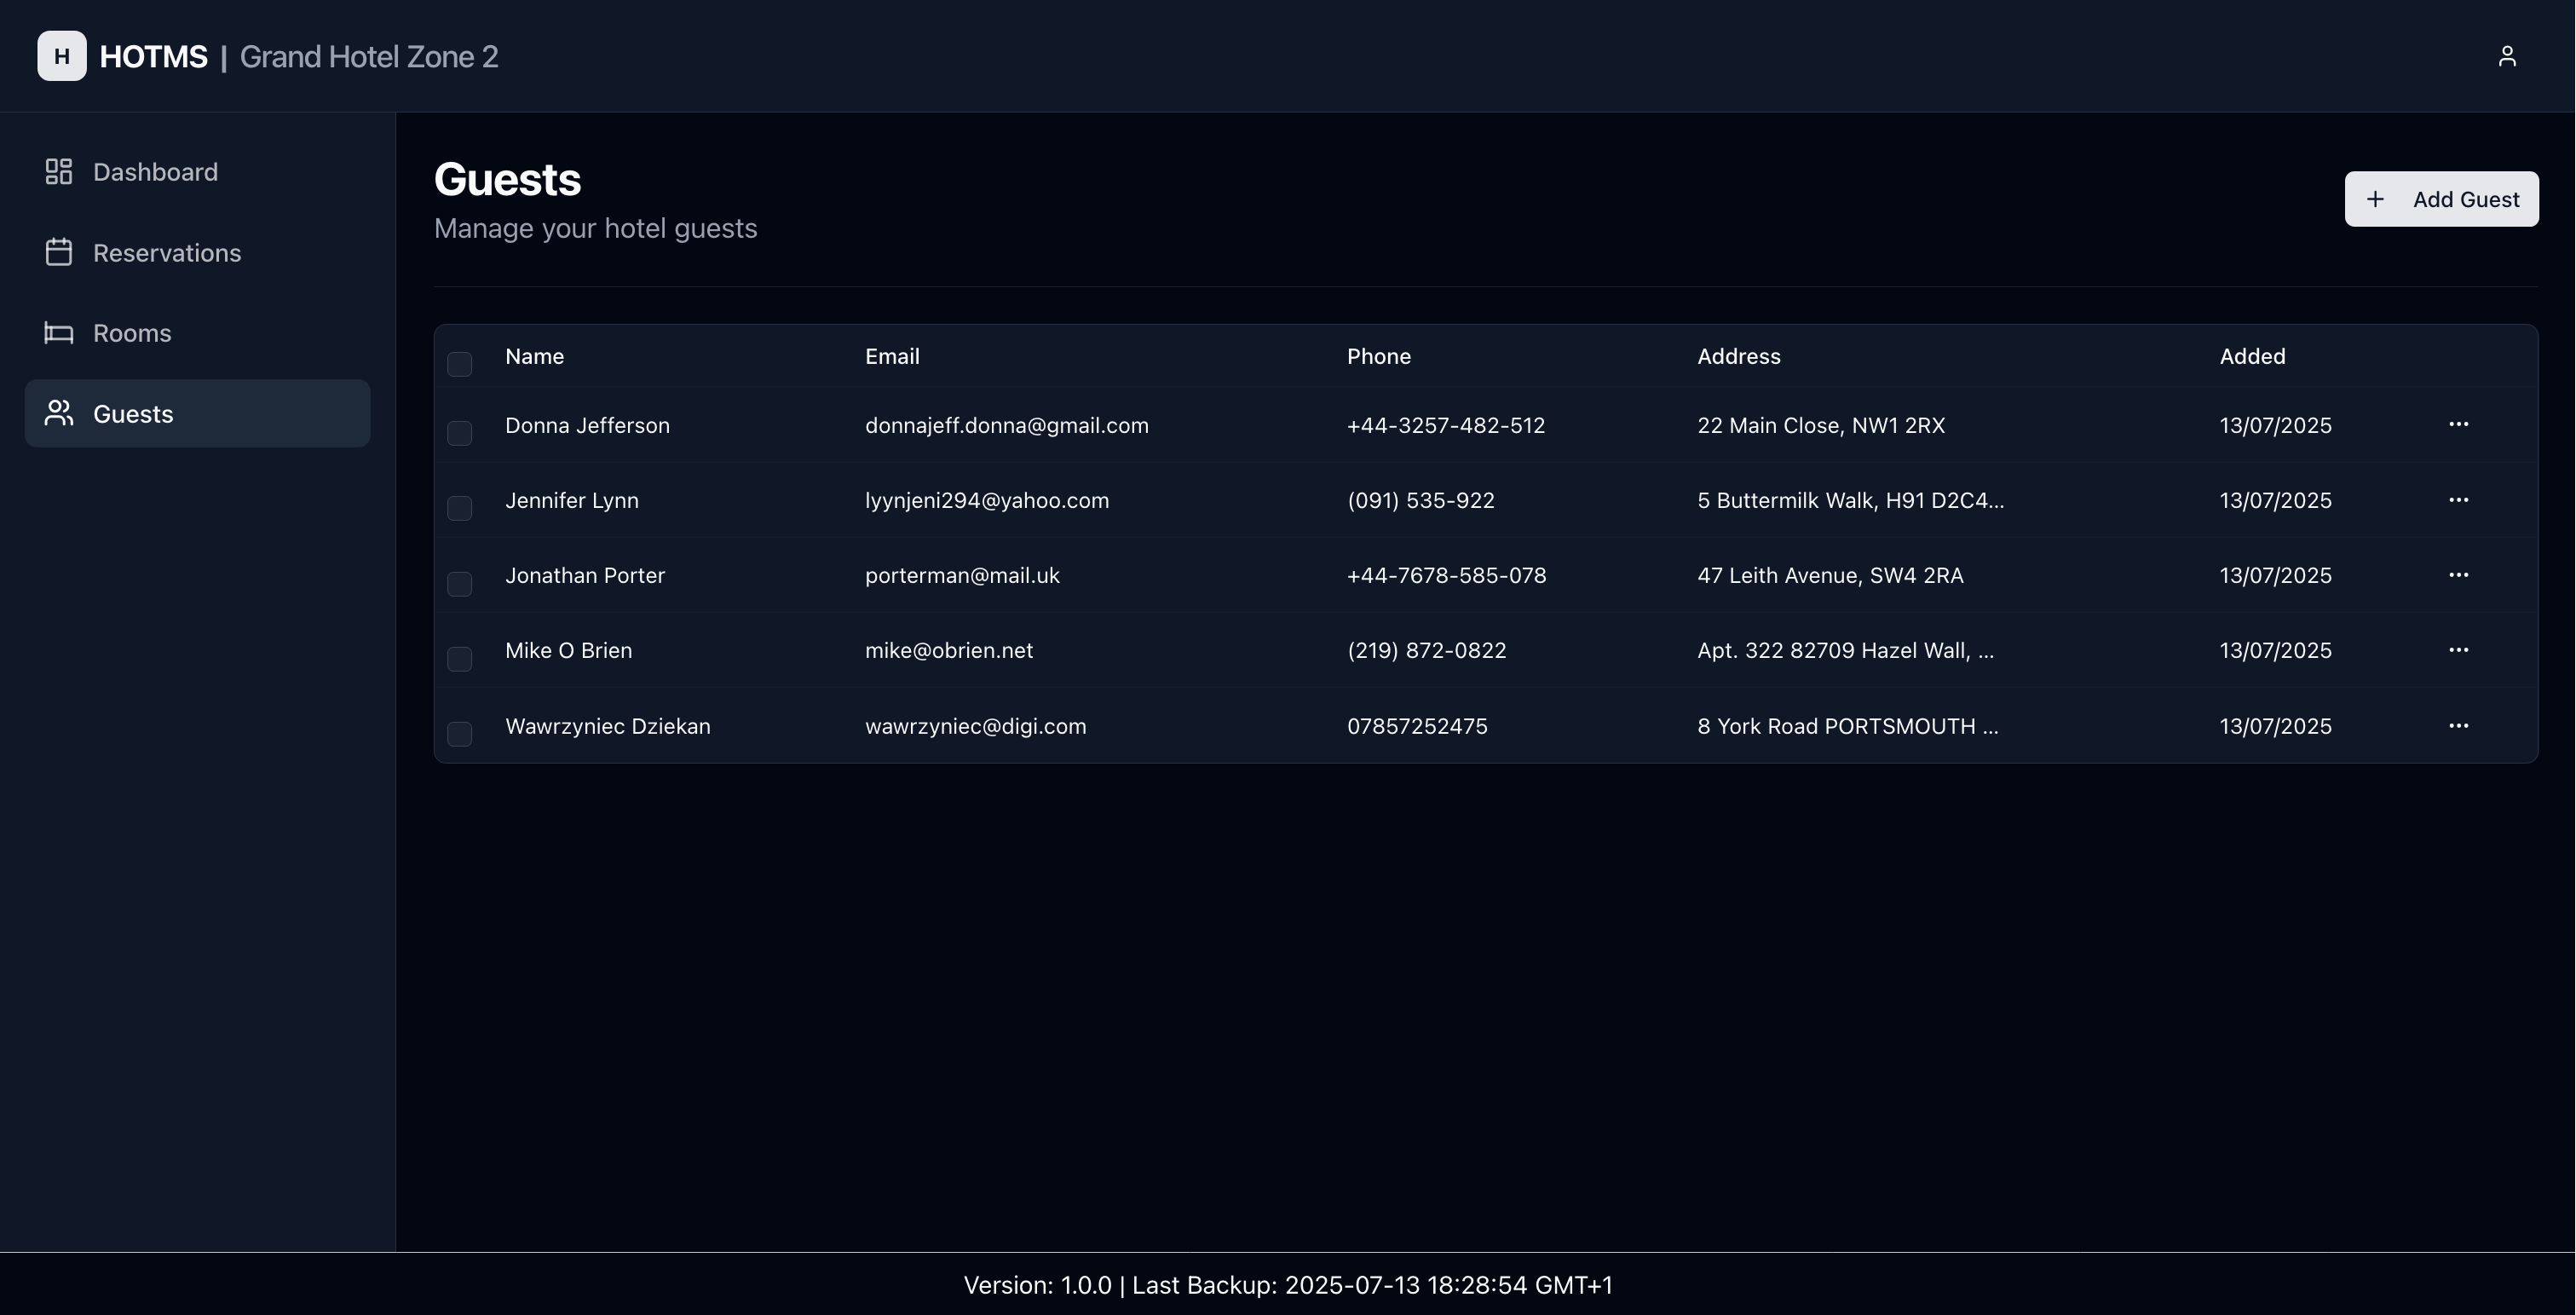 H HOTMS | Grand Hotel Zone 2
Dashboard
Reservations
Rooms
Guests
Guests
Manage your hotel guests
+ Add Guest
Name Email Phone Address Added
Donna Jefferson donnajeff.donna@gmail.com +44-3257-482-512 22 Main Close, NW1 2RX 13/07/2025 ...
Jennifer Lynn lyynjeni294@yahoo.com (091) 535-922 5 Buttermilk Walk, H91 D2C4... 13/07/2025 ...
Jonathan Porter porterman@mail.uk +44-7678-585-078 47 Leith Avenue, SW4 2RA 13/07/2025 ...
Mike O Brien mike@obrien.net (219) 872-0822 Apt. 322 82709 Hazel Wall, ... 13/07/2025 ...
Wawrzyniec Dziekan wawrzyniec@digi.com 07857252475 8 York Road PORTSMOUTH ... 13/07/2025 ...
Version: 1.0.0 | Last Backup: 2025-07-13 18:28:54 GMT+1